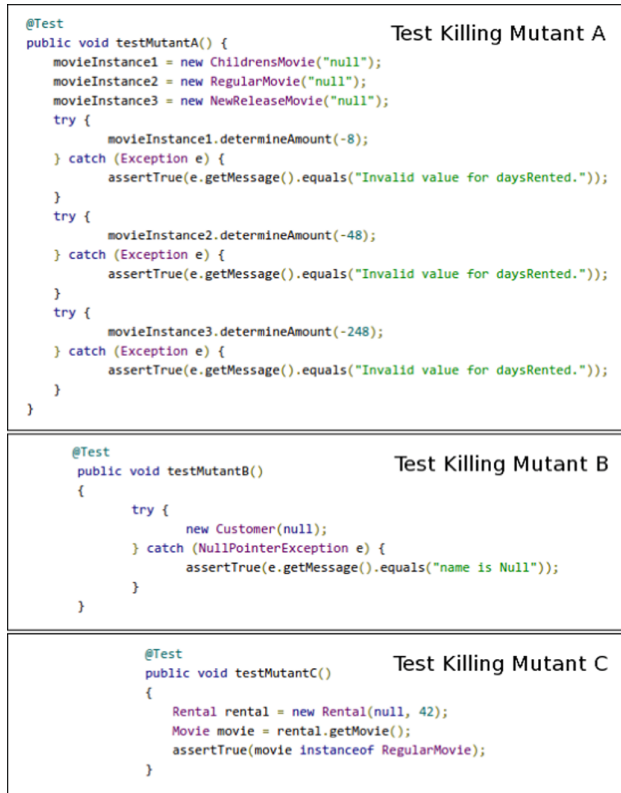 @Test
Test Killing Mutant A
public void testMutantA() {
movieInstance1 = new ChildrensMovie("null");
movieInstance2 = new RegularMovie("null");
movieInstance3 = new NewReleaseMovie("null");
try {
movieInstance1.determineAmount(-8);
} catch (Exception e) {
assertTrue(e.getMessage().equals("Invalid value for daysRented."));
}
try {
movieInstance2.determineAmount(-48);
} catch (Exception e) {
assertTrue(e.getMessage().equals("Invalid value for daysRented."));
}
try {
movieInstance3.determineAmount(-248);
} catch (Exception e) {
assertTrue(e.getMessage().equals("Invalid value for daysRented."));
}
}
@Test
Test Killing Mutant B
public void testMutantB()
{
try {
new Customer(null);
} catch (NullPointerException e) {
assertTrue(e.getMessage().equals("name is Null"));
}
}
@Test
Test Killing Mutant C
public void testMutantC()
{
Rental rental = new Rental(null, 42);
Movie movie = rental.getMovie();
assertTrue(movie instanceof RegularMovie);
}